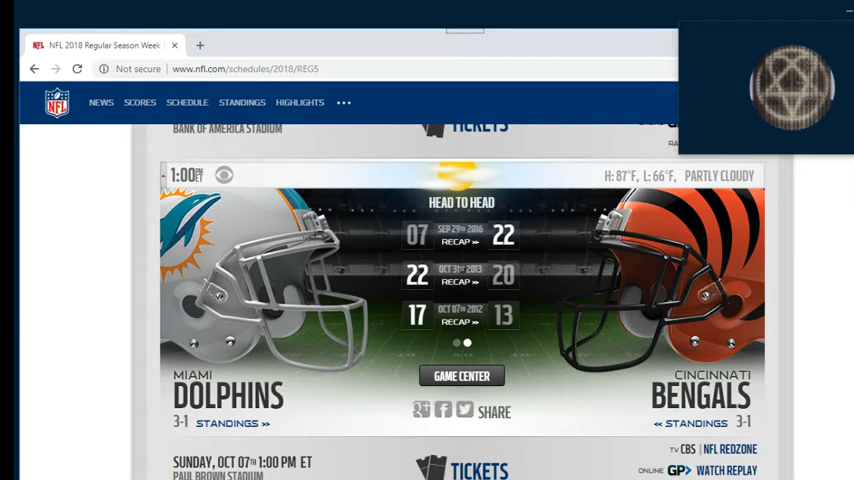 NFL 2018 Regular Season Week
Not secure | www.nfl.com/schedules/2018/REG5
NFL NEWS SCORES SCHEDULE STANDINGS HIGHLIGHTS •••
BANK OF AMERICA STADIUM TICKETS
1:00PM ET H: 87°F, L: 66°F, PARTLY CLOUDY
HEAD TO HEAD
07 SEP 29TH 2016 22
RECAP >>
22 OCT 31ST 2013 20
RECAP >>
17 OCT 07TH 2012 13
RECAP >>
GAME CENTER
MIAMI
DOLPHINS
3-1 STANDINGS >>
CINCINNATI
BENGALS
<< STANDINGS 3-1
SHARE
SUNDAY, OCT 07TH 1:00 PM ET
PAUL BROWN STADIUM
TICKETS
TV CBS | NFL REDZONE
ONLINE GP> WATCH REPLAY